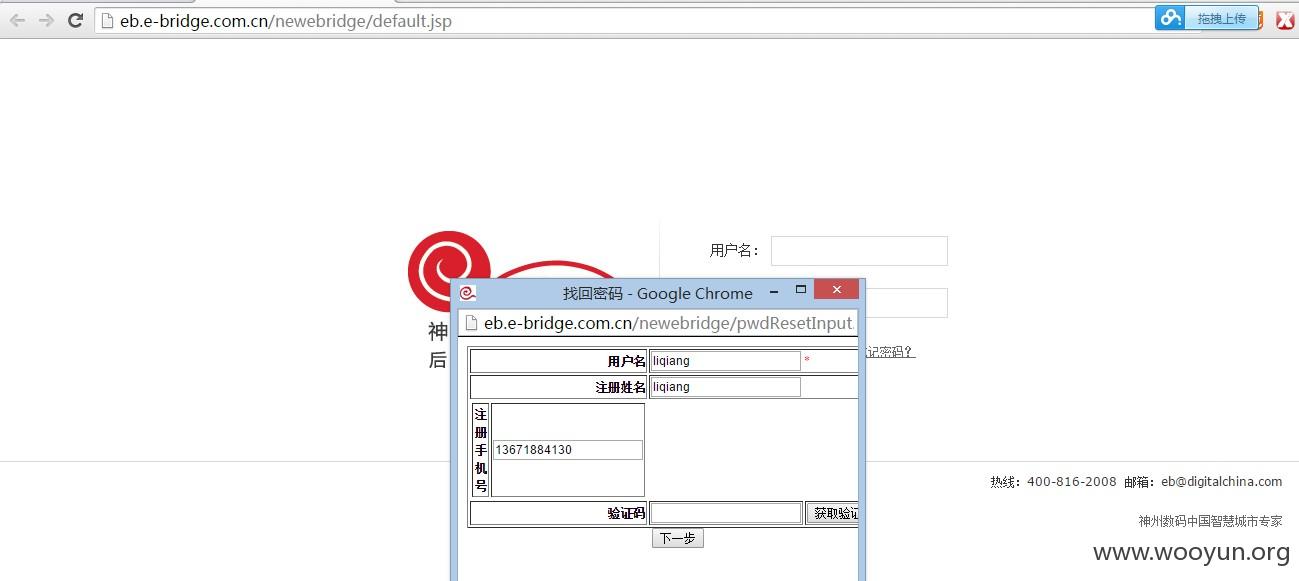 eb.e-bridge.com.cn/newebridge/default.jsp
拖拽上传
用户名：
神
后
记密码？
找回密码 - Google Chrome
eb.e-bridge.com.cn/newebridge/pwdResetInput.
用户名 liqiang *
注册姓名 liqiang
注册手机号 13671884130
验证码 获取验证
下一步
热线：400-816-2008 邮箱：eb@digitalchina.com
神州数码中国智慧城市专家
www.wooyun.org